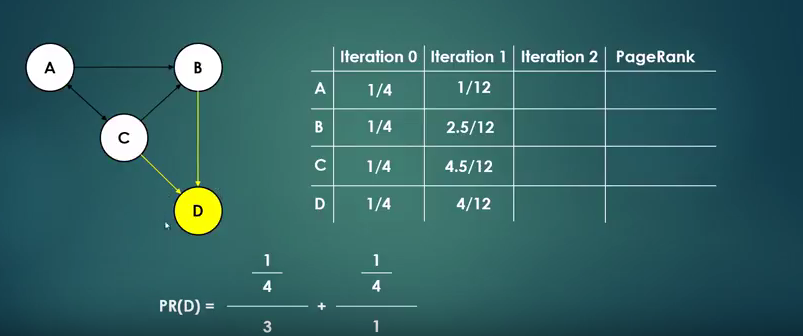 A
B
C
D
Iteration 0 Iteration 1 Iteration 2 PageRank
A 1/4 1/12
B 1/4 2.5/12
C 1/4 4.5/12
D 1/4 4/12
1 1
4 4
PR(D) = +
3 1